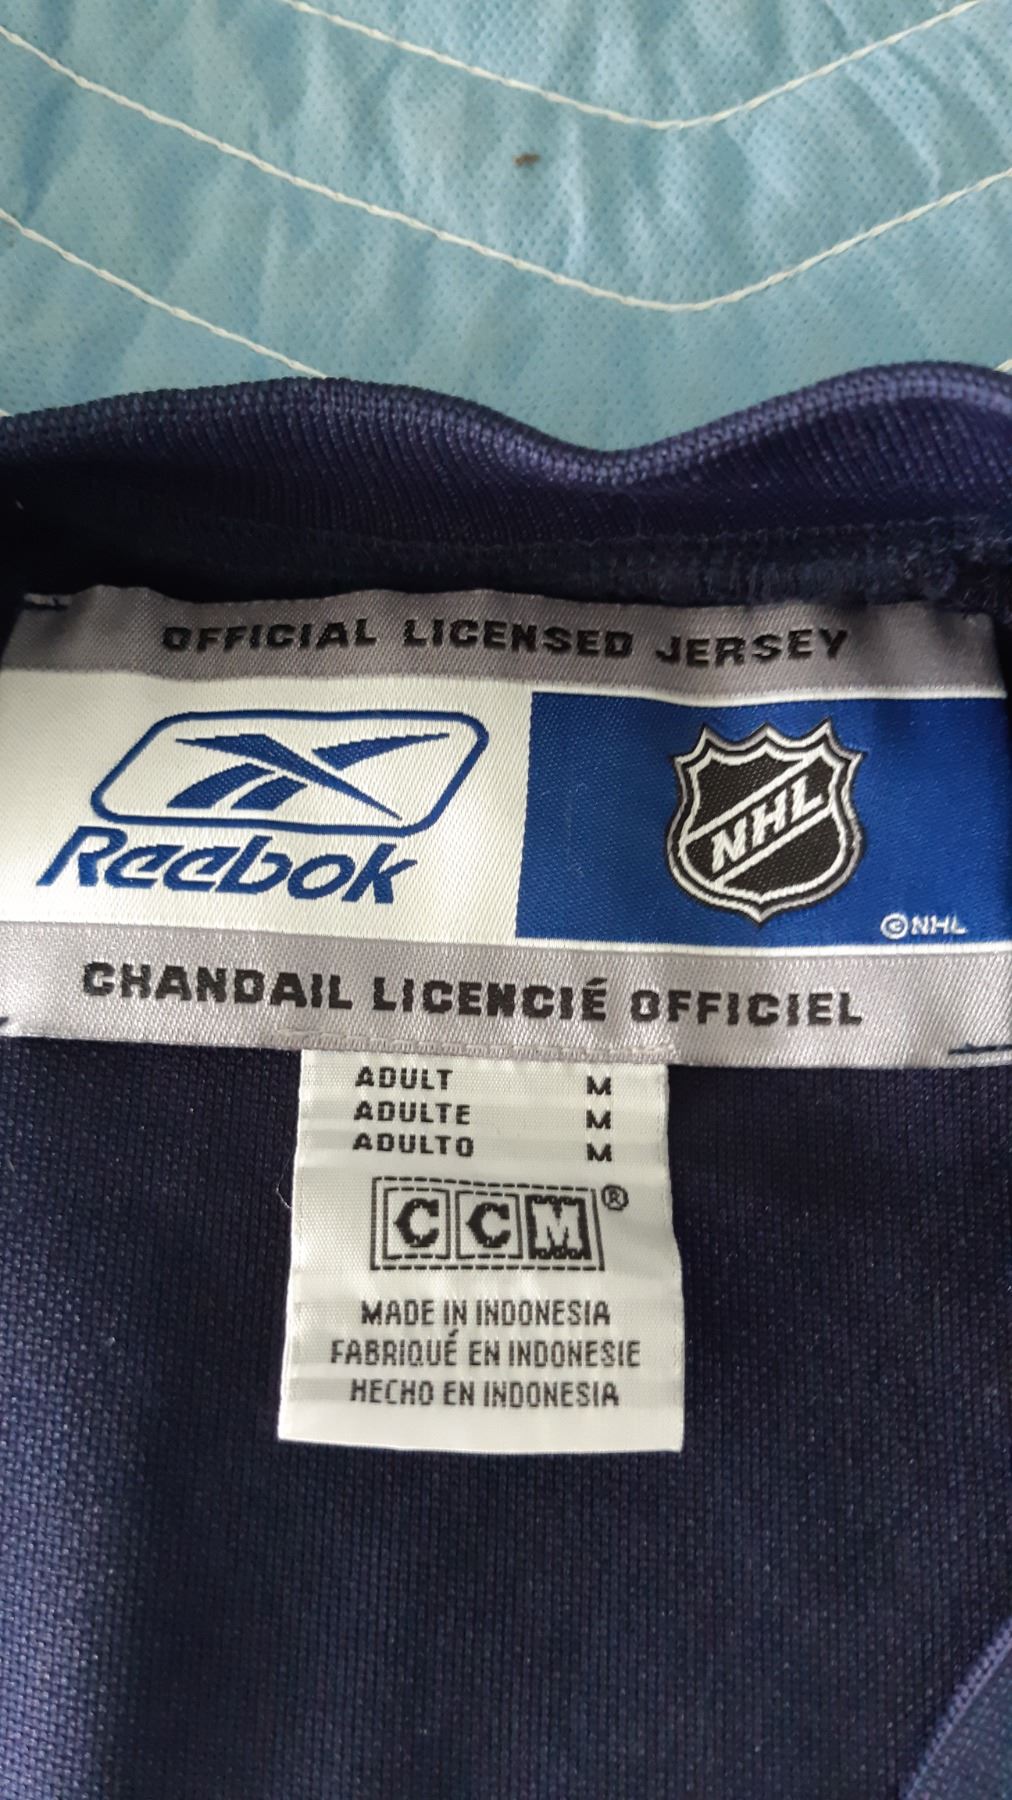 OFFICIAL LICENSED JERSEY
Reebok
NHL
©NHL
CHANDAIL LICENCIÉ OFFICIEL
ADULT M
ADULTE M
ADULTO M
CCM®
MADE IN INDONESIA
FABRIQUÉ EN INDONESIE
HECHO EN INDONESIA